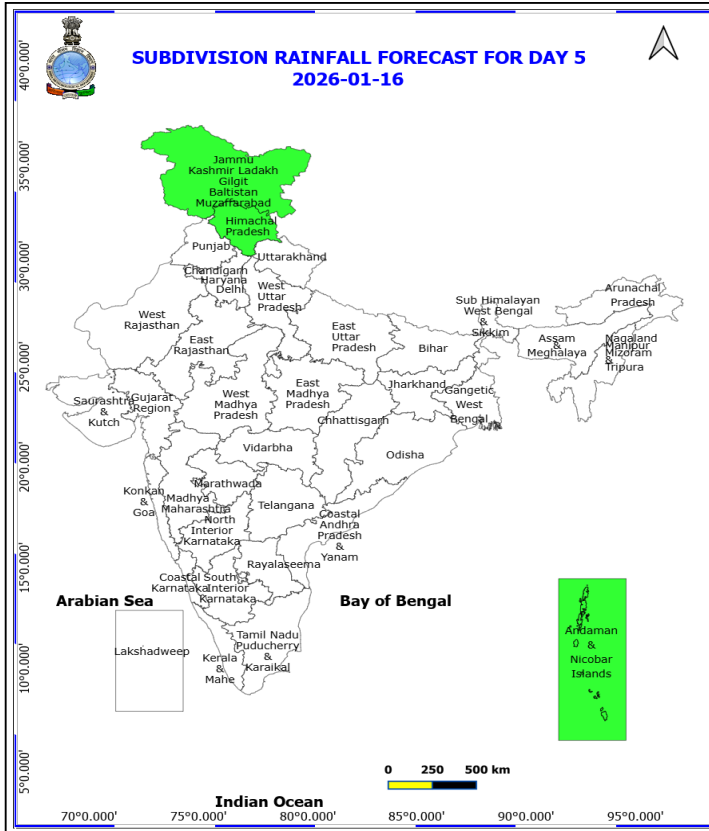 SUBDIVISION RAINFALL FORECAST FOR DAY 5
2026-01-16
40°0.000'
35°0.000'
30°0.000'
25°0.000'
20°0.000'
15°0.000'
10°0.000'
5°0.000'
Jammu
Kashmir Ladakh
Gilgit
Baltistan
Muzaffarabad
Himachal
Pradesh
Punjab
Uttarakhand
Chandigarh
Haryana
Delhi
West
Uttar
Pradesh
West
Rajasthan
East
Rajasthan
East
Uttar
Pradesh
Bihar
Sub Himalayan
West Bengal
&
Sikkim
Arunachal
Pradesh
Assam
&
Meghalaya
Nagaland
Manipur
Mizoram
&
Tripura
Saurashtra
&
Kutch
Gujarat
Region
West
Madhya
Pradesh
East
Madhya
Pradesh
Jharkhand
Gangetic
West
Bengal
Chhattisgarh
Odisha
Vidarbha
Konkan
&
Goa
Madhya
Maharashtra
Marathwada
Telangana
North
Interior
Karnataka
Coastal
Andhra
Pradesh
&
Yanam
Rayalaseema
Coastal
Karnataka
South
Interior
Karnataka
Arabian Sea
Bay of Bengal
Lakshadweep
Kerala
&
Mahe
Tamil Nadu
Puducherry
&
Karaikal
Andaman
&
Nicobar
Islands
0 250 500 km
Indian Ocean
70°0.000' 75°0.000' 80°0.000' 85°0.000' 90°0.000' 95°0.000'